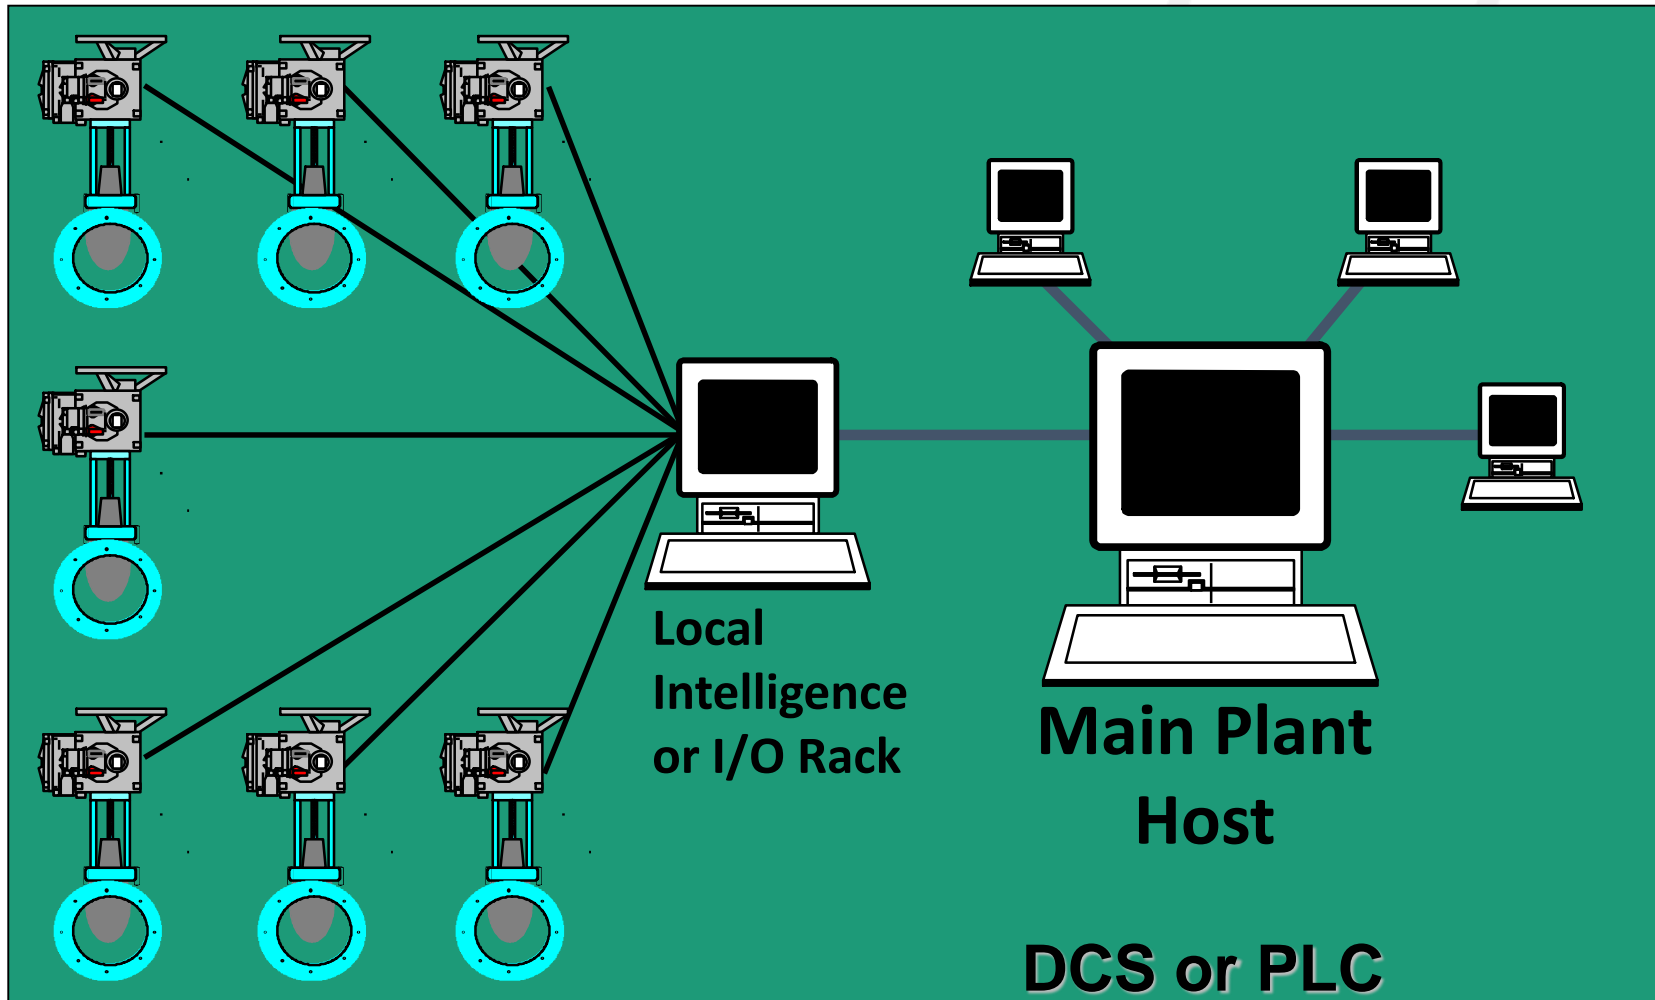 Local
Intelligence
or I/O Rack
Main Plant
Host
DCS or PLC